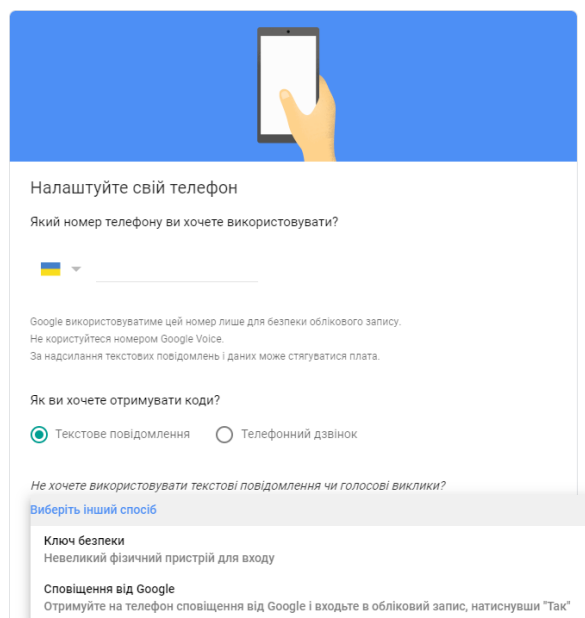 Налаштуйте свій телефон
Який номер телефону ви хочете використовувати?
Google використовуватиме цей номер лише для безпеки облікового запису.
Не користуйтеся номером Google Voice.
За надсилання текстових повідомлень і даних може стягуватися плата.
Як ви хочете отримувати коди?
Текстове повідомлення Телефонний дзвінок
Не хочете використовувати текстові повідомлення чи голосові виклики?
Виберіть інший спосіб
Ключ безпеки
Невеликий фізичний пристрій для входу
Сповіщення від Google
Отримуйте на телефон сповіщення від Google і входьте в обліковий запис, натиснувши "Так"